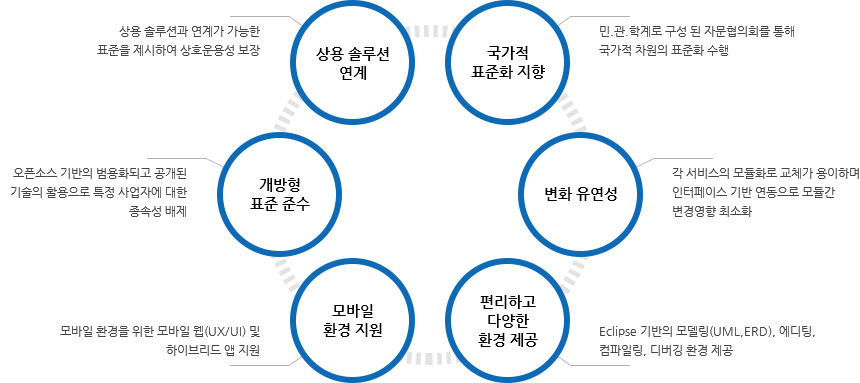 상용 솔루션과 연계가 가능한
표준을 제시하여 상호운용성 보장
상용 솔루션
연계
국가적
표준화 지향
민.관.학계로 구성 된 자문협의회를 통해
국가적 차원의 표준화 수행
오픈소스 기반의 범용화되고 공개된
기술의 활용으로 특정 사업자에 대한
종속성 배제
개방형
표준 준수
변화 유연성
각 서비스의 모듈화로 교체가 용이하며
인터페이스 기반 연동으로 모듈간
변경영향 최소화
모바일 환경을 위한 모바일 웹(UX/UI) 및
하이브리드 앱 지원
모바일
환경 지원
편리하고
다양한
환경 제공
Eclipse 기반의 모델링(UML,ERD), 에디팅,
컴파일링, 디버깅 환경 제공